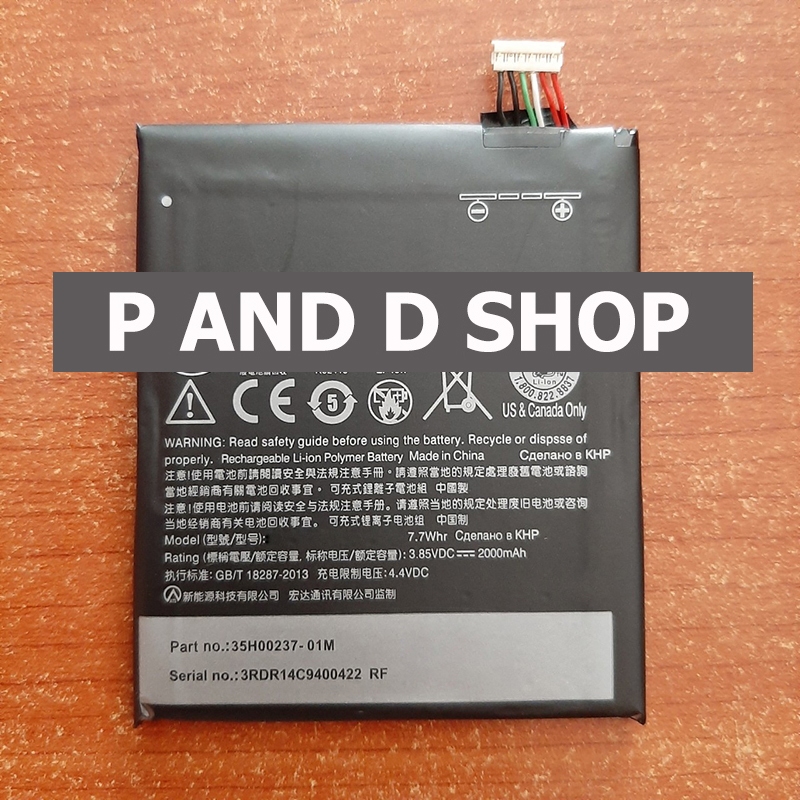 P AND D SHOP
Li-Ion
1.800.822.8837
US & Canada Only
WARNING: Read safety guide before using the battery. Recycle or dispsse of
properly. Rechargeable Li-ion Polymer Battery Made in China Сделано в КНР
注意!使用電池前請閱讀安全與法規注意手冊。請遵照當地的規定處理廢舊電池或諮詢
當地經銷商有關電池回收事宜。 可充式鋰離子電池組 中國製
注意!使用电池前请阅读安全与法规注意手册。请遵照当地的规定处理废旧电池或咨询
当地经销商有关电池回收事宜。 可充式锂离子电池组 中国制
Model (型號/型号):
7.7Whr Сделано в КНР
Rating (標稱電壓/額定容量, 标称电压/额定容量): 3.85VDC 2000mAh
执行标准: GB/T 18287-2013 充电限制电压: 4.4VDC
新能源科技有限公司 宏达通讯有限公司监制
Part no.:35H00237-01M
Serial no.:3RDR14C9400422 RF